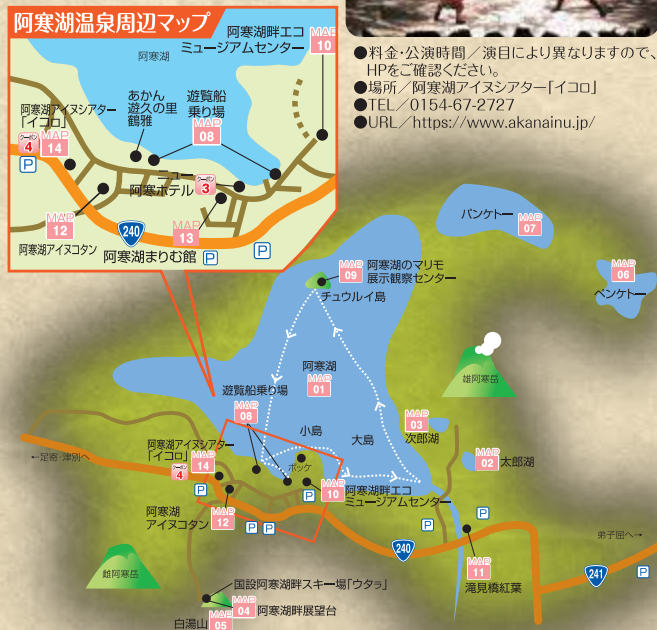 阿寒湖温泉周辺マップ
阿寒湖
阿寒湖畔エコ
ミュージアムセンター
MAP
10
あかん
遊久の里
鶴雅
遊覧船
乗り場
MAP
08
阿寒湖アイヌシアター
「イコロ」
クーポン
4
MAP
14
P
ニュー
阿寒ホテル
クーポン
3
MAP
12
阿寒湖アイヌコタン
240
MAP
13
阿寒湖まりむ館
P
P
●料金・公演時間／演目により異なりますので、
HPをご確認ください。
●場所／阿寒湖アイヌシアター「イコロ」
●TEL／0154-67-2727
●URL／https://www.akanainu.jp/
パンケトー
MAP
07
MAP
06
ペンケトー
MAP
09
阿寒湖のマリモ
展示観察センター
チュウルイ島
阿寒湖
MAP
01
雄阿寒岳
遊覧船乗り場
MAP
08
小島
大島
MAP
03
次郎湖
MAP
02
太郎湖
←足寄・津別へ
阿寒湖アイヌシアター
「イコロ」
クーポン
4
MAP
14
P
ボッケ
MAP
10
阿寒湖畔エコ
ミュージアムセンター
P
阿寒湖
アイヌコタン
MAP
12
P
P
P
P
240
弟子屈へ→
241
P
MAP
11
滝見橋紅葉
雌阿寒岳
国設阿寒湖畔スキー場「ウタラ」
MAP
04
阿寒湖畔展望台
白湯山
MAP
05